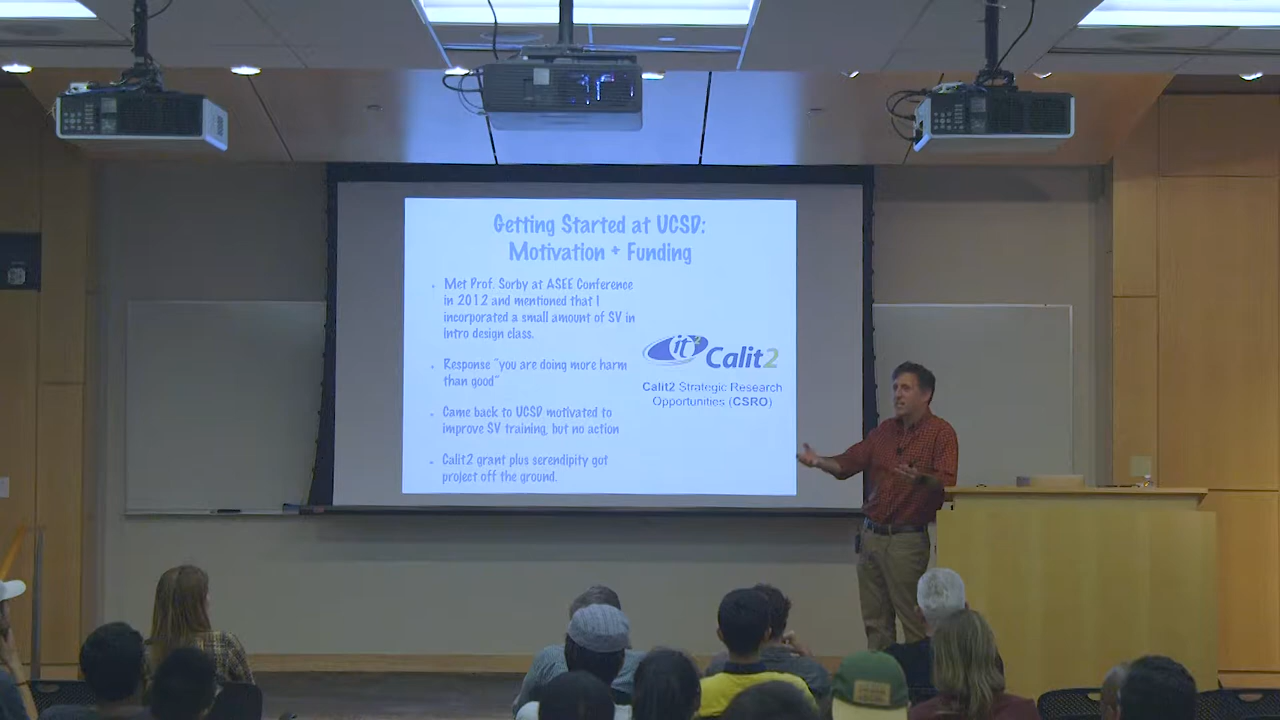 Getting Started at UCSD:
Motivation + Funding
Met Prof. Sorby at ASEE Conference
in 2012 and mentioned that I
incorporated a small amount of SV in
Intro design class.
Response "you are doing more harm
than good"
Came back to UCSD motivated to
improve SV training, but no action
Calit2 grant plus serendipity got
project off the ground.
it2 Calit2
Calit2 Strategic Research
Opportunities (CSRO)